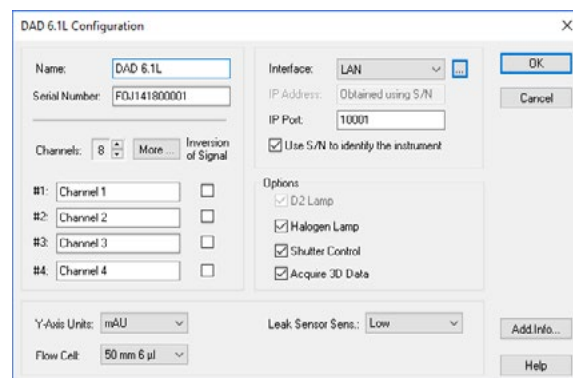 DAD 6.1L Configuration
Name: DAD 6.1L
Serial Number: F0J141800001
Channels: 8 More ... Inversion of Signal
#1: Channel 1
#2: Channel 2
#3: Channel 3
#4: Channel 4
Interface: LAN ...
IP Address: Obtained using S/N
IP Port: 10001
Use S/N to identify the instrument
Options
D2 Lamp
Halogen Lamp
Shutter Control
Acquire 3D Data
Y-Axis Units: mAU
Flow Cell: 50 mm 6 µl
Leak Sensor Sens.: Low
OK
Cancel
Add.Info...
Help